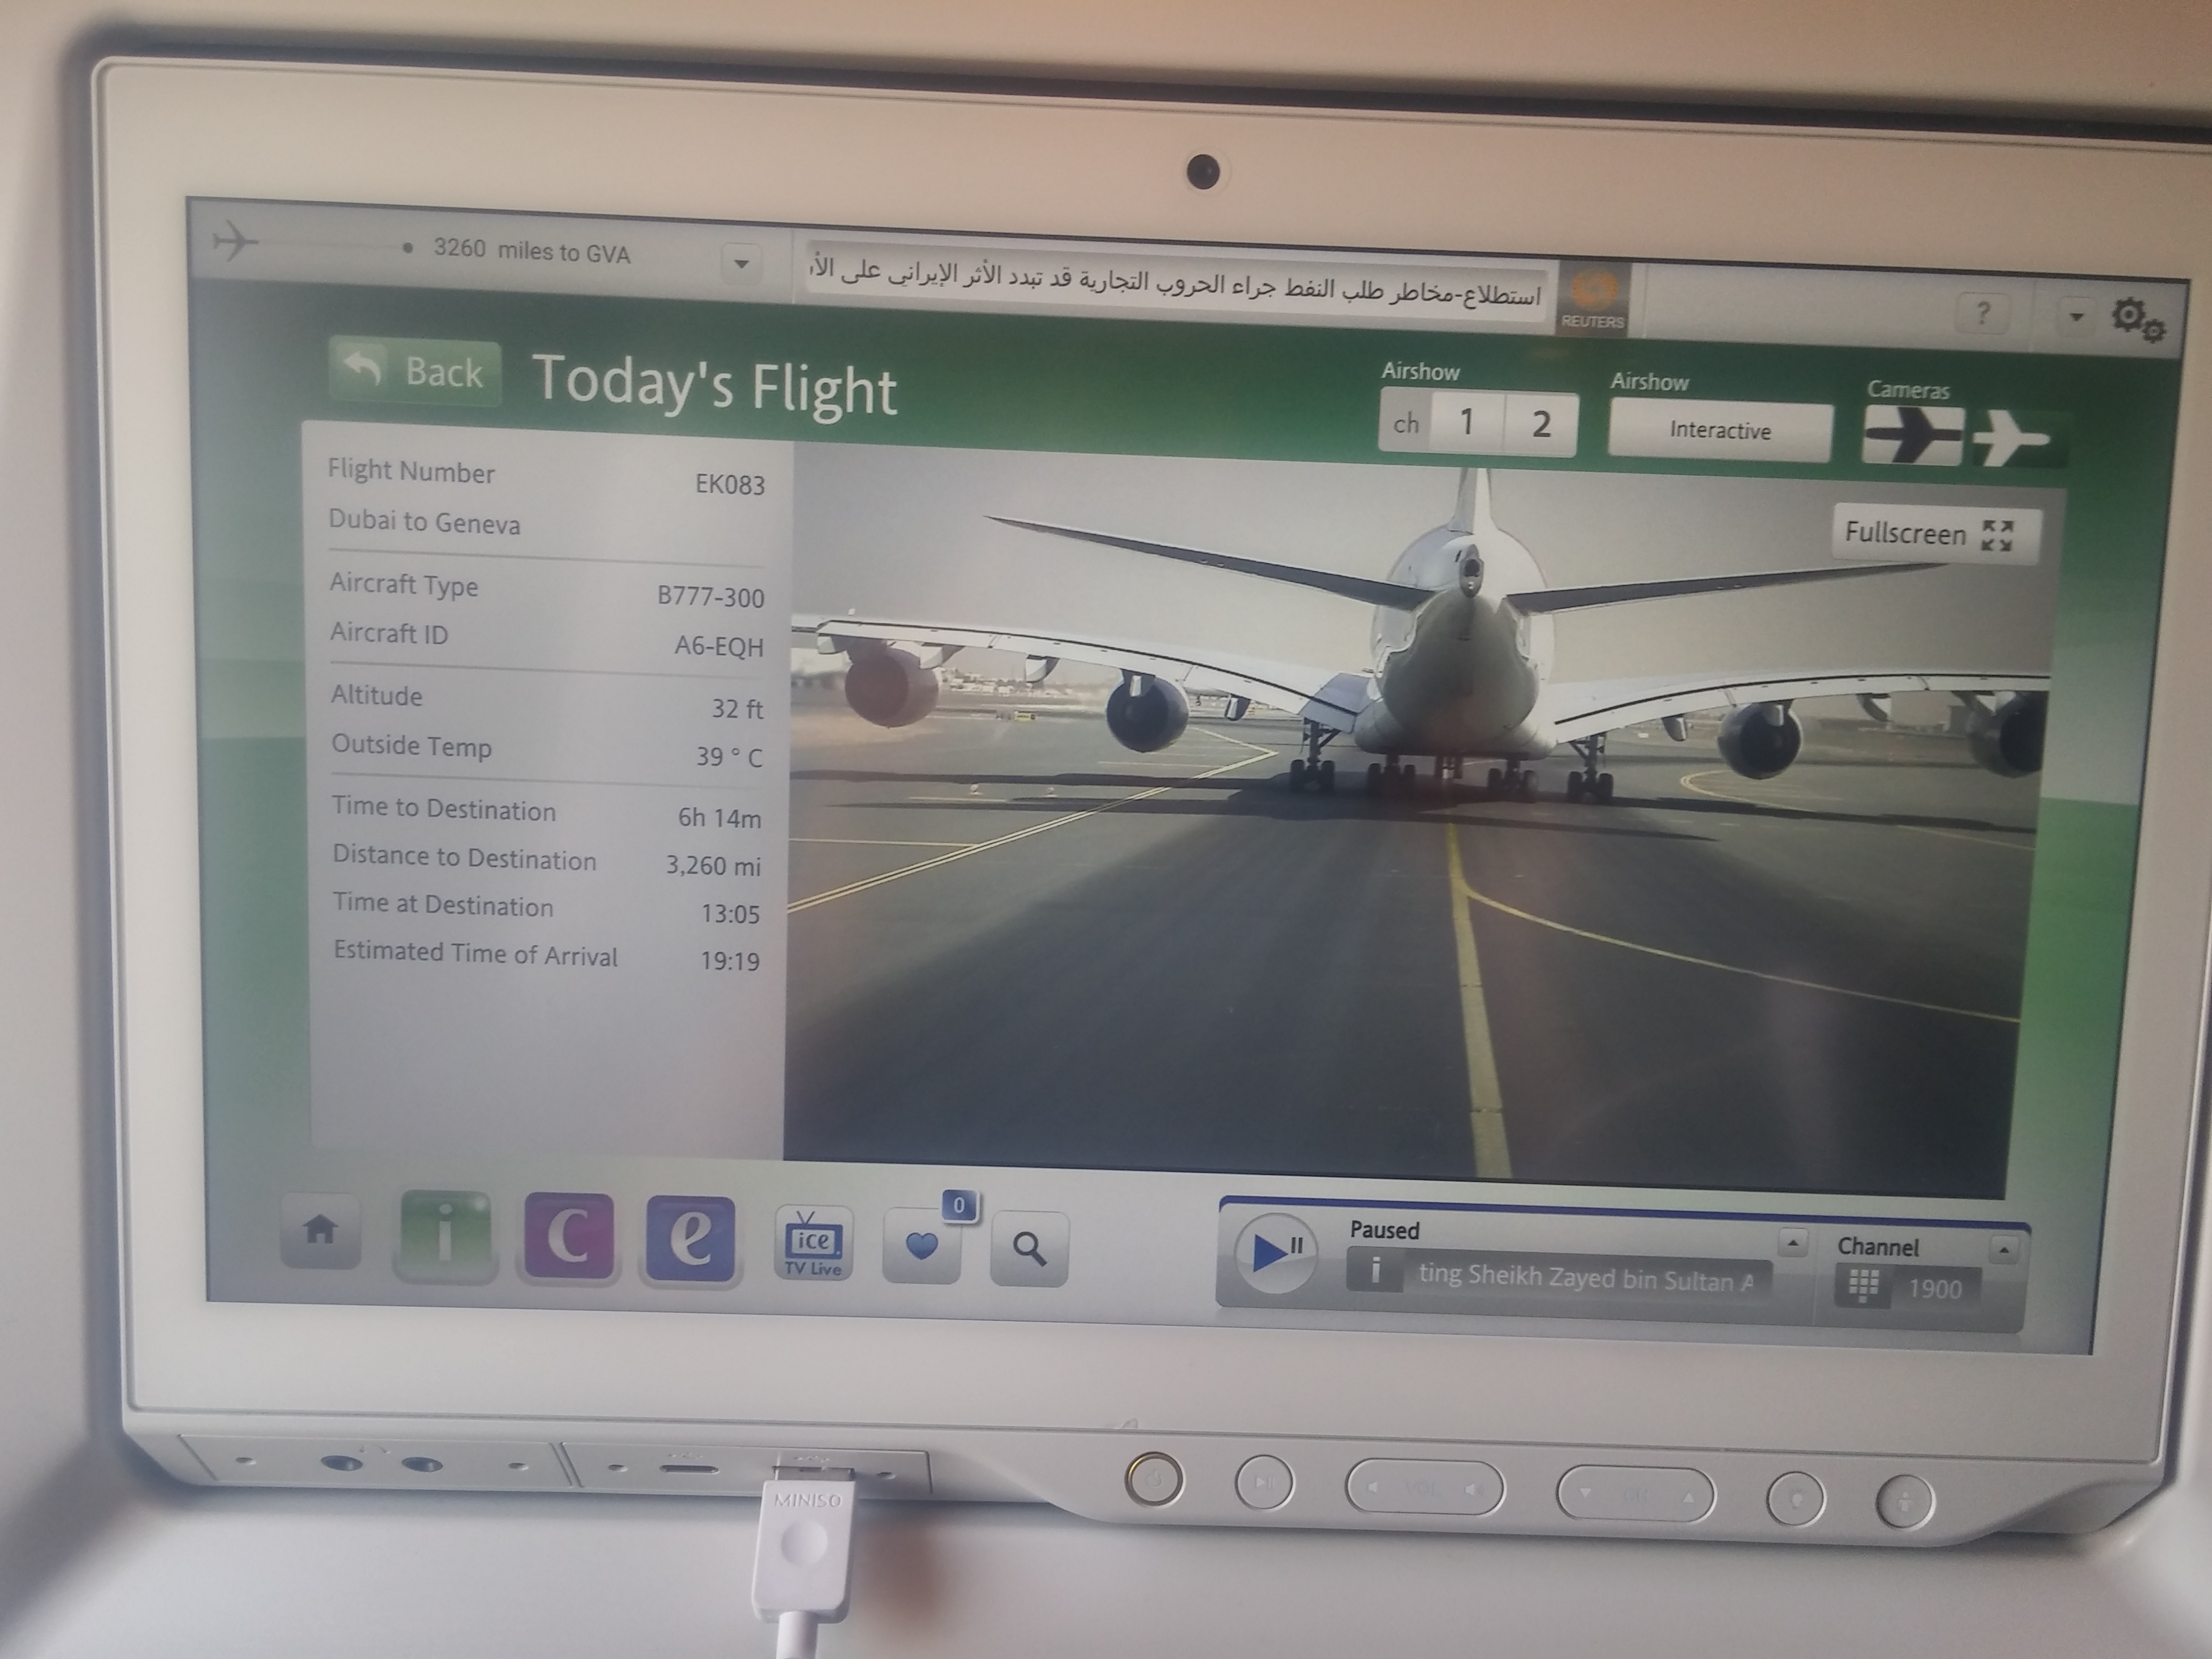 3260 miles to GVA
استطلاع-مخاطر طلب النفط جراء الحروب التجارية قد تبدد الأثر الإيراني على
REUTERS
?
Back
Today's Flight
Airshow
ch 1 2
Airshow
Interactive
Cameras
Flight Number EK083
Dubai to Geneva
Aircraft Type B777-300
Aircraft ID A6-EQH
Altitude 32 ft
Outside Temp 39 ° C
Time to Destination 6h 14m
Distance to Destination 3,260 mi
Time at Destination 13:05
Estimated Time of Arrival 19:19
Fullscreen
i
c
e
ice
TV Live
0
Paused
i ting Sheikh Zayed bin Sultan A
Channel
1900
MINISO
VOL